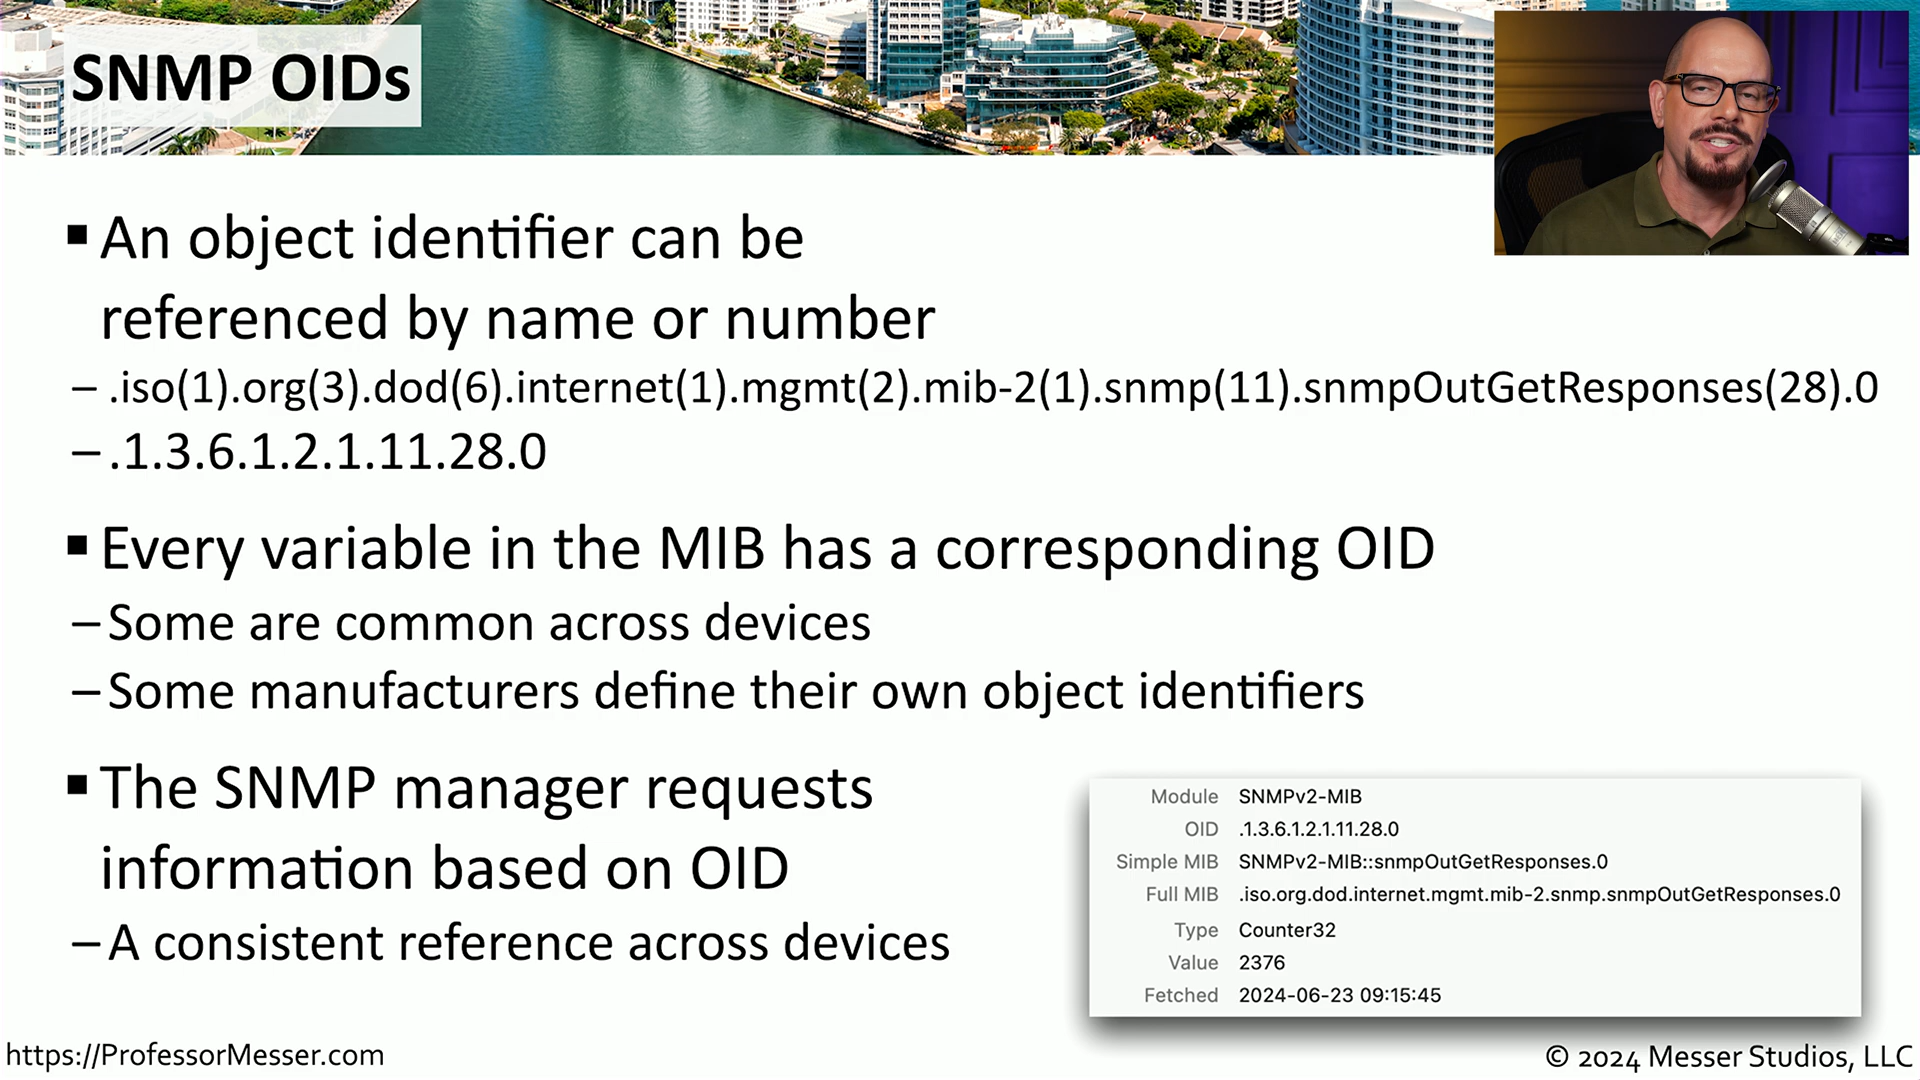 SNMP OIDs
▪ An object identifier can be
referenced by name or number
– .iso(1).org(3).dod(6).internet(1).mgmt(2).mib-2(1).snmp(11).snmpOutGetResponses(28).0
– .1.3.6.1.2.1.11.28.0
▪ Every variable in the MIB has a corresponding OID
– Some are common across devices
– Some manufacturers define their own object identifiers
▪ The SNMP manager requests
information based on OID
– A consistent reference across devices
Module SNMPv2-MIB
OID .1.3.6.1.2.1.11.28.0
Simple MIB SNMPv2-MIB::snmpOutGetResponses.0
Full MIB .iso.org.dod.internet.mgmt.mib-2.snmp.snmpOutGetResponses.0
Type Counter32
Value 2376
Fetched 2024-06-23 09:15:45
https://ProfessorMesser.com
© 2024 Messer Studios, LLC